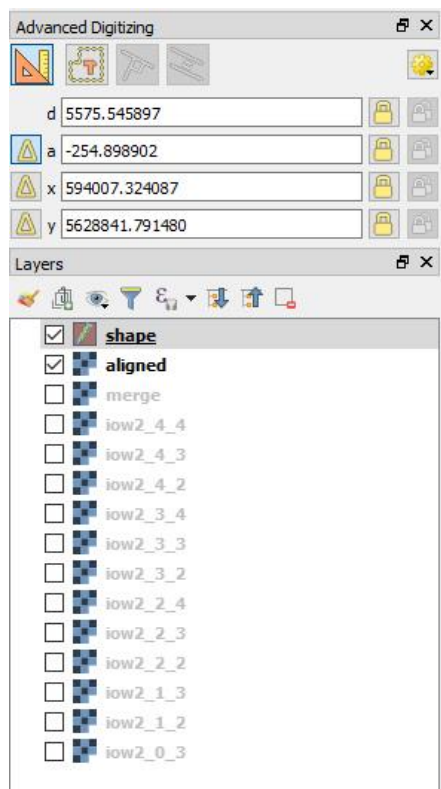 Advanced Digitizing
d 5575.545897
a -254.898902
x 594007.324087
y 5628841.791480
Layers
shape
aligned
merge
iow2_4_4
iow2_4_3
iow2_4_2
iow2_3_4
iow2_3_3
iow2_3_2
iow2_2_4
iow2_2_3
iow2_2_2
iow2_1_3
iow2_1_2
iow2_0_3